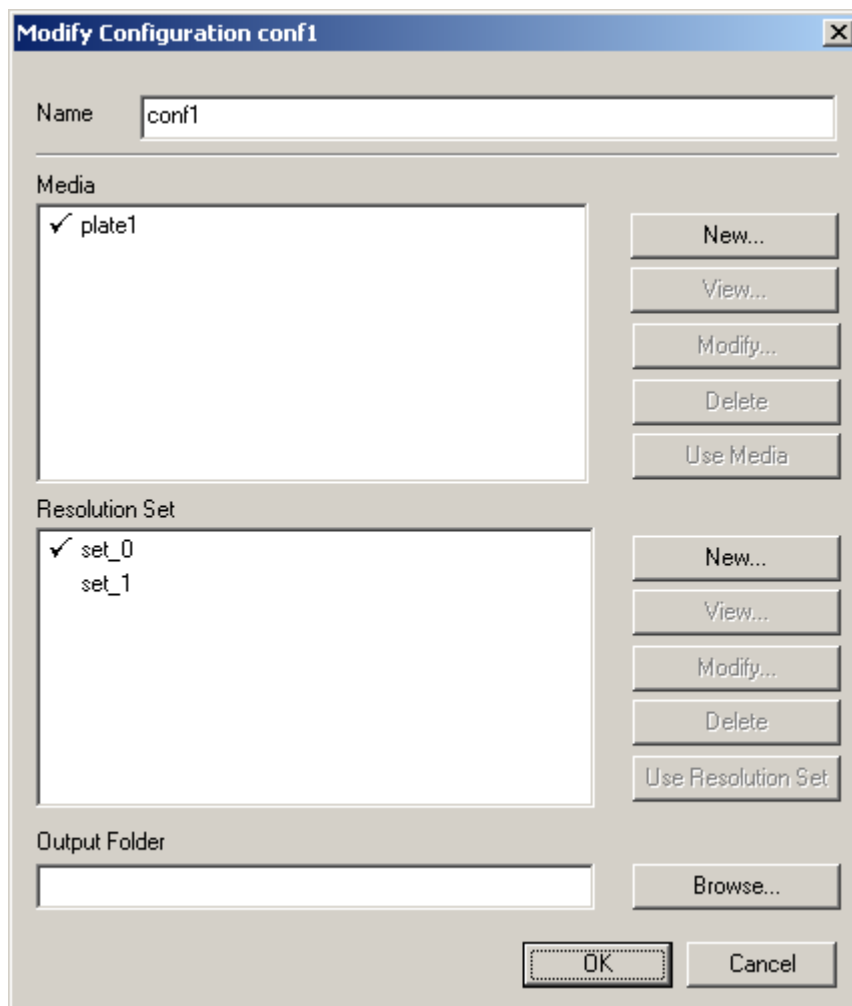 Modify Configuration conf1
Name conf1
Media
plate1
New...
View...
Modify...
Delete
Use Media
Resolution Set
set_0
set_1
New...
View...
Modify...
Delete
Use Resolution Set
Output Folder
Browse...
OK Cancel